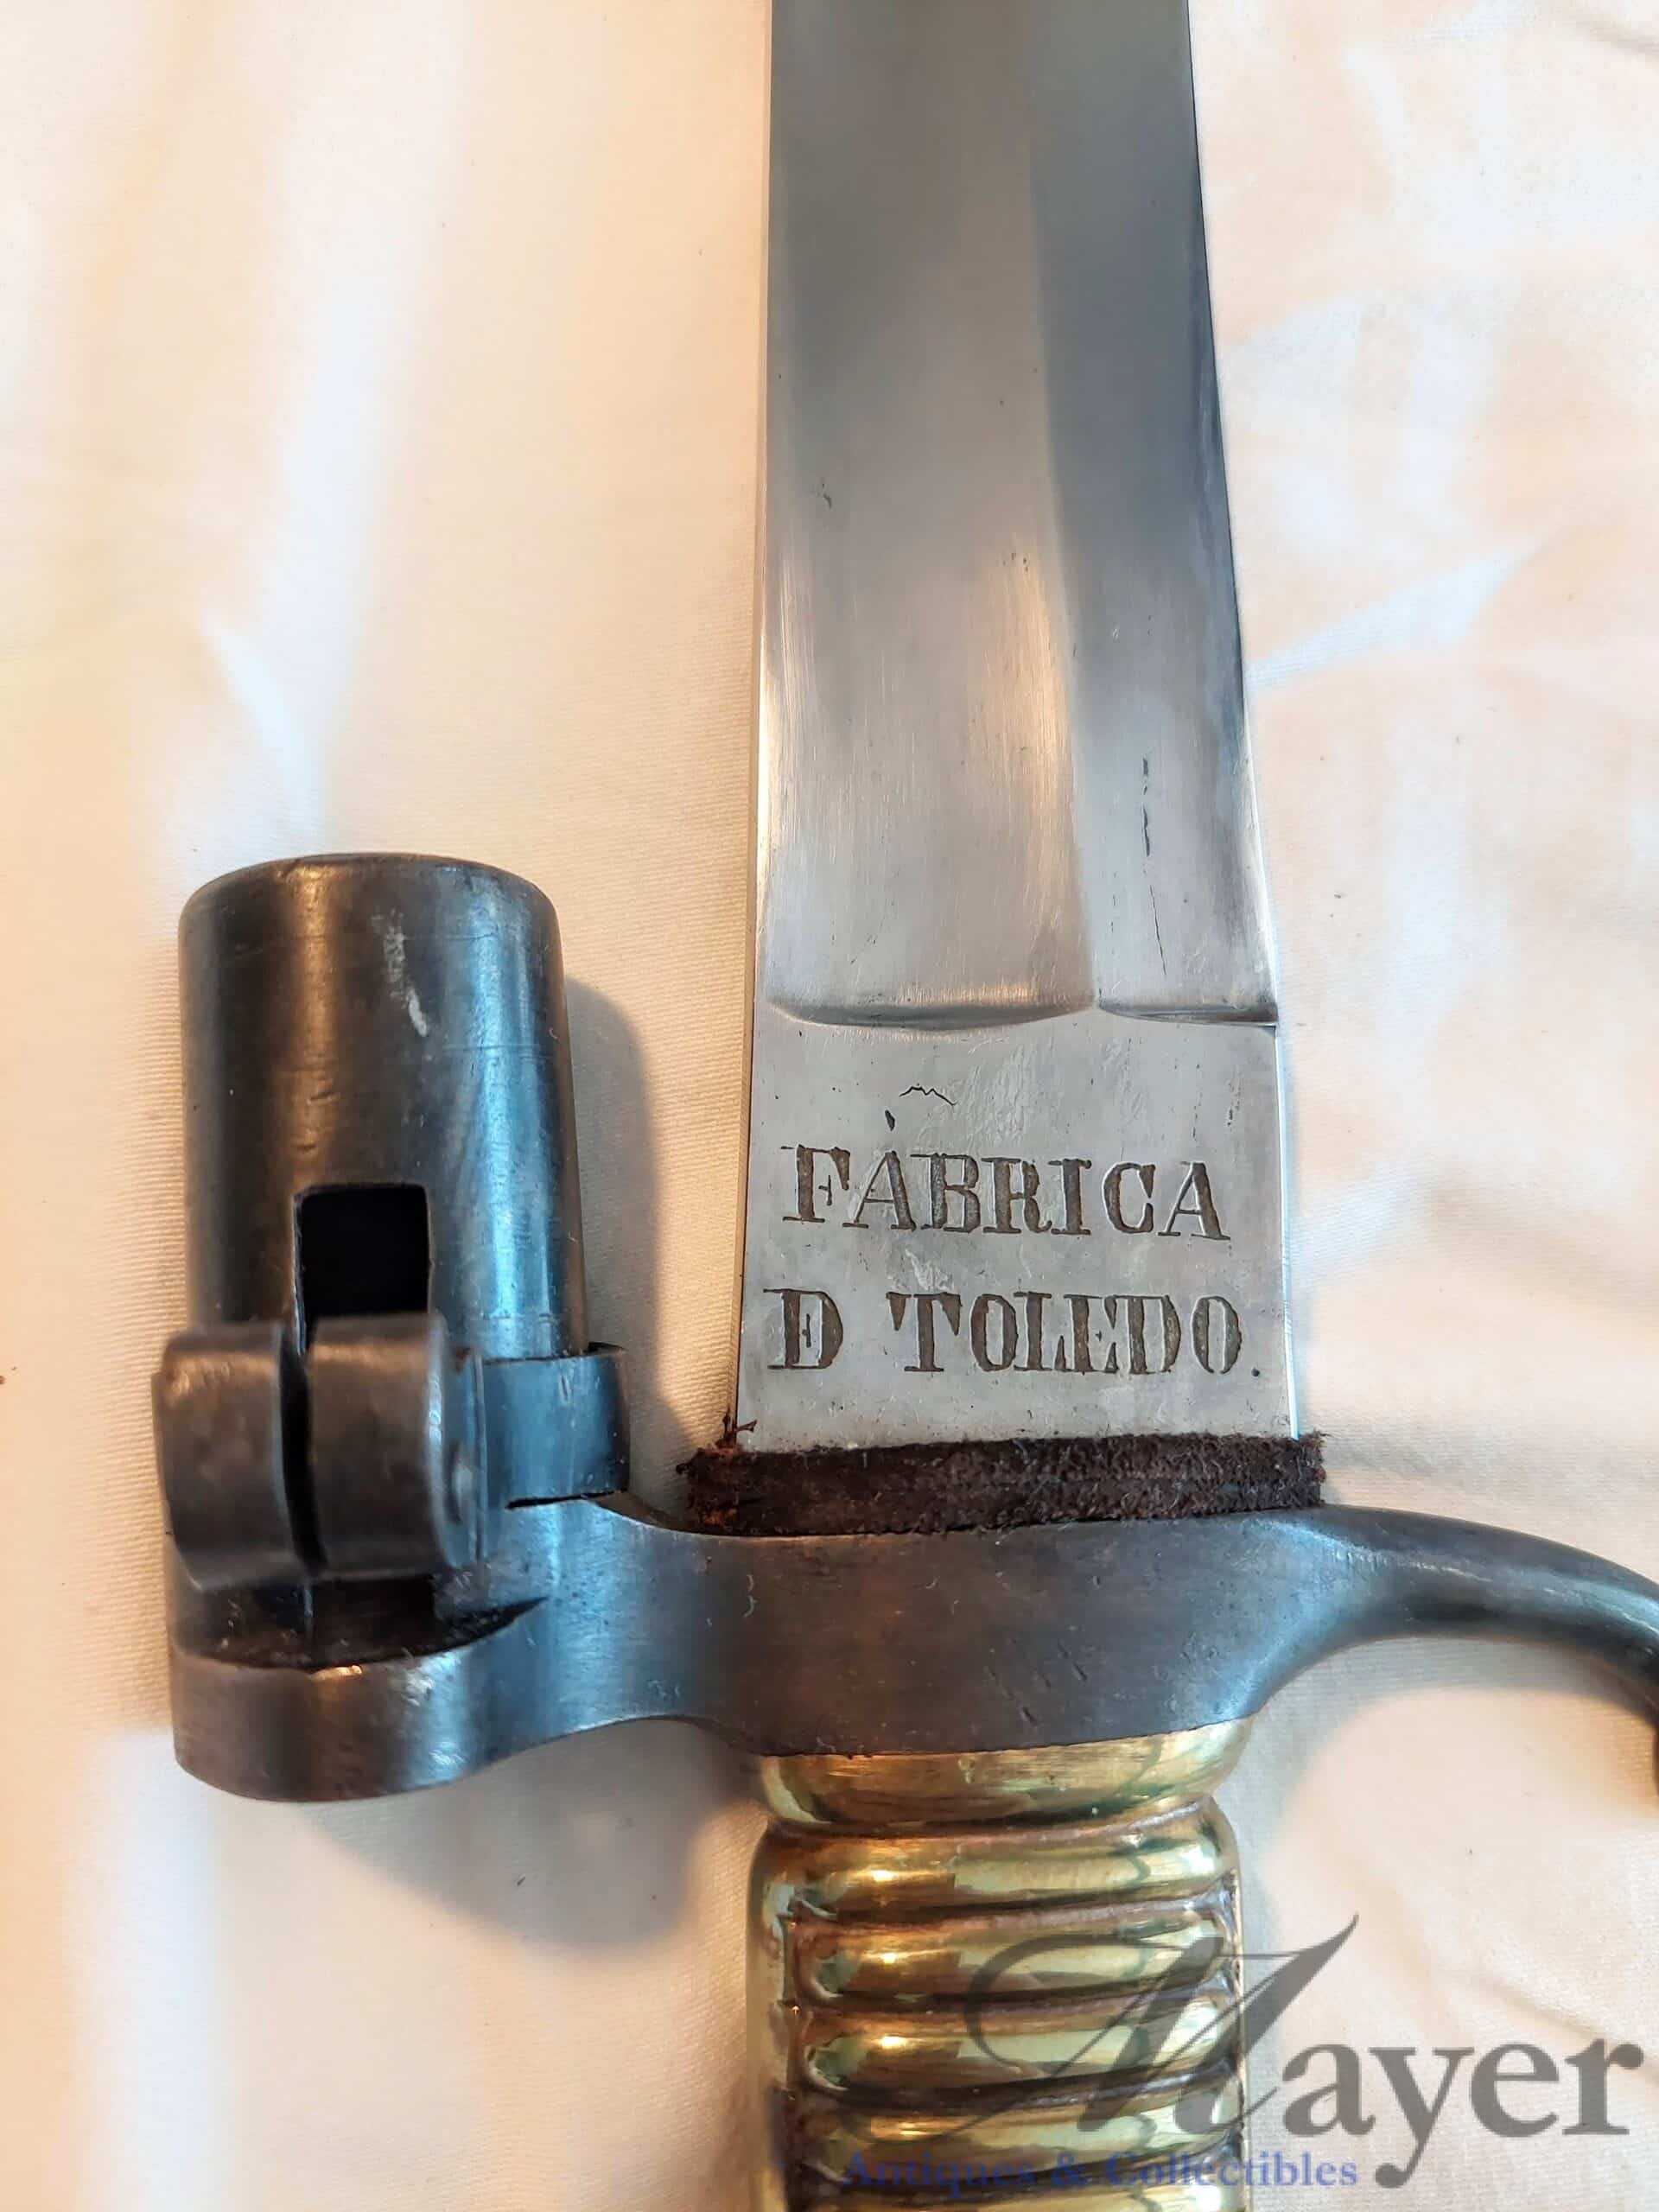 FÁBRICA
D TOLEDO.
Mayer
Antiques & Collectibles